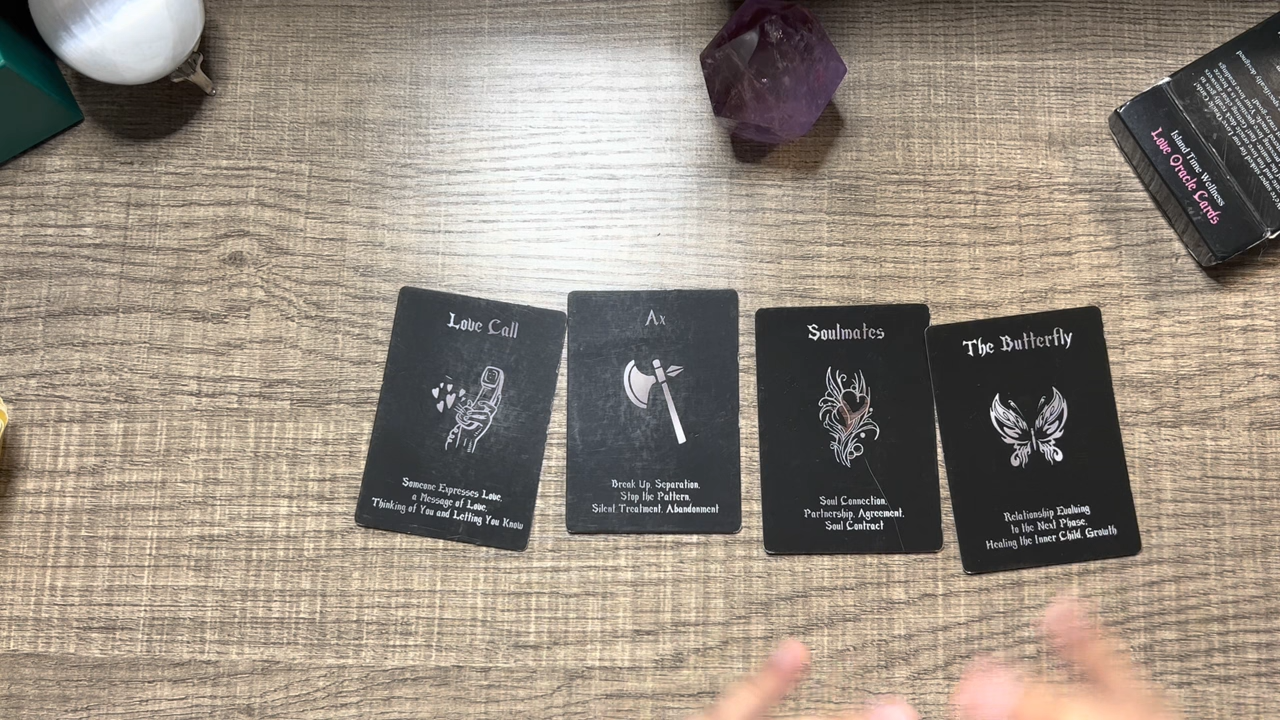 Love Call
Someone Expresses Love,
a Message of Love,
Thinking of You and Letting You Know
Ax
Break Up, Separation,
Stop the Pattern,
Silent Treatment, Abandonment
Soulmates
Soul Connection,
Partnership, Agreement,
Soul Contract
The Butterfly
Relationship Evolving
to the Next Phase,
Healing the Inner Child, Growth
Island Time Wellness
Love Oracle Cards